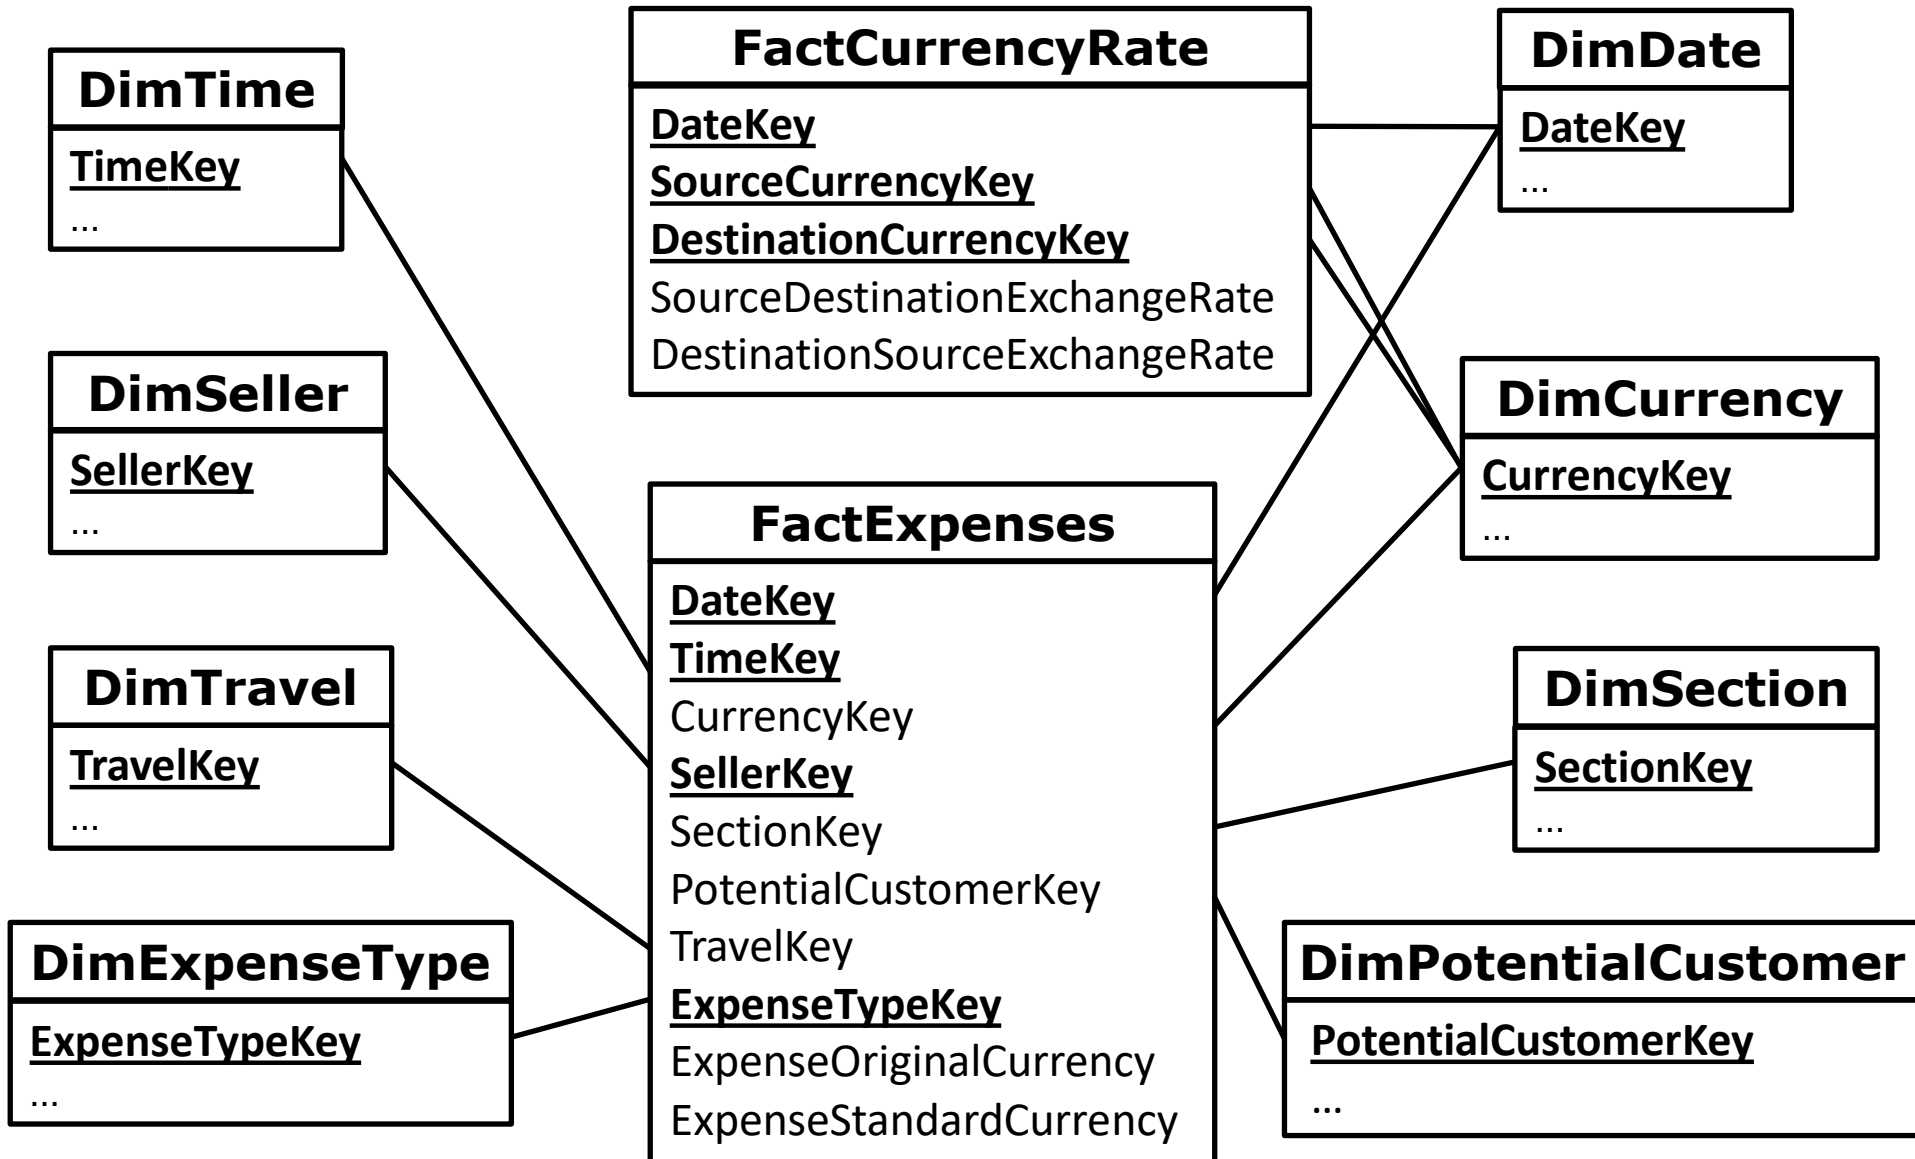 DimTime
TimeKey
...
DimSeller
SellerKey
...
DimTravel
TravelKey
...
DimExpenseType
ExpenseTypeKey
...
FactCurrencyRate
DateKey
SourceCurrencyKey
DestinationCurrencyKey
SourceDestinationExchangeRate
DestinationSourceExchangeRate
FactExpenses
DateKey
TimeKey
CurrencyKey
SellerKey
SectionKey
PotentialCustomerKey
TravelKey
ExpenseTypeKey
ExpenseOriginalCurrency
ExpenseStandardCurrency
DimDate
DateKey
...
DimCurrency
CurrencyKey
...
DimSection
SectionKey
...
DimPotentialCustomer
PotentialCustomerKey
...